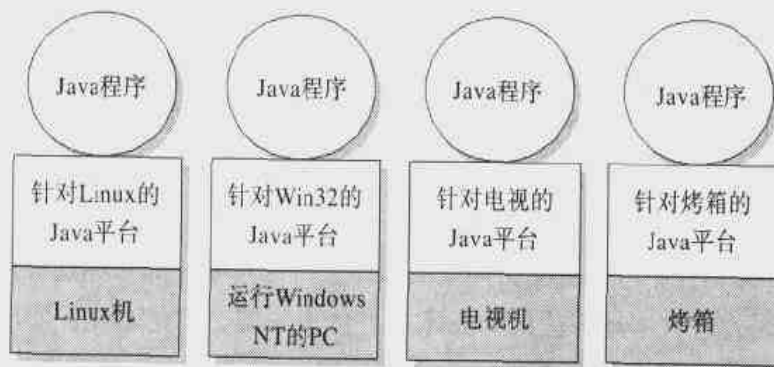 Java程序
Java程序
Java程序
Java程序
针对Linux的
Java平台
针对Win32的
Java平台
针对电视的
Java平台
针对烤箱的
Java平台
Linux机
运行Windows
NT的PC
电视机
烤箱